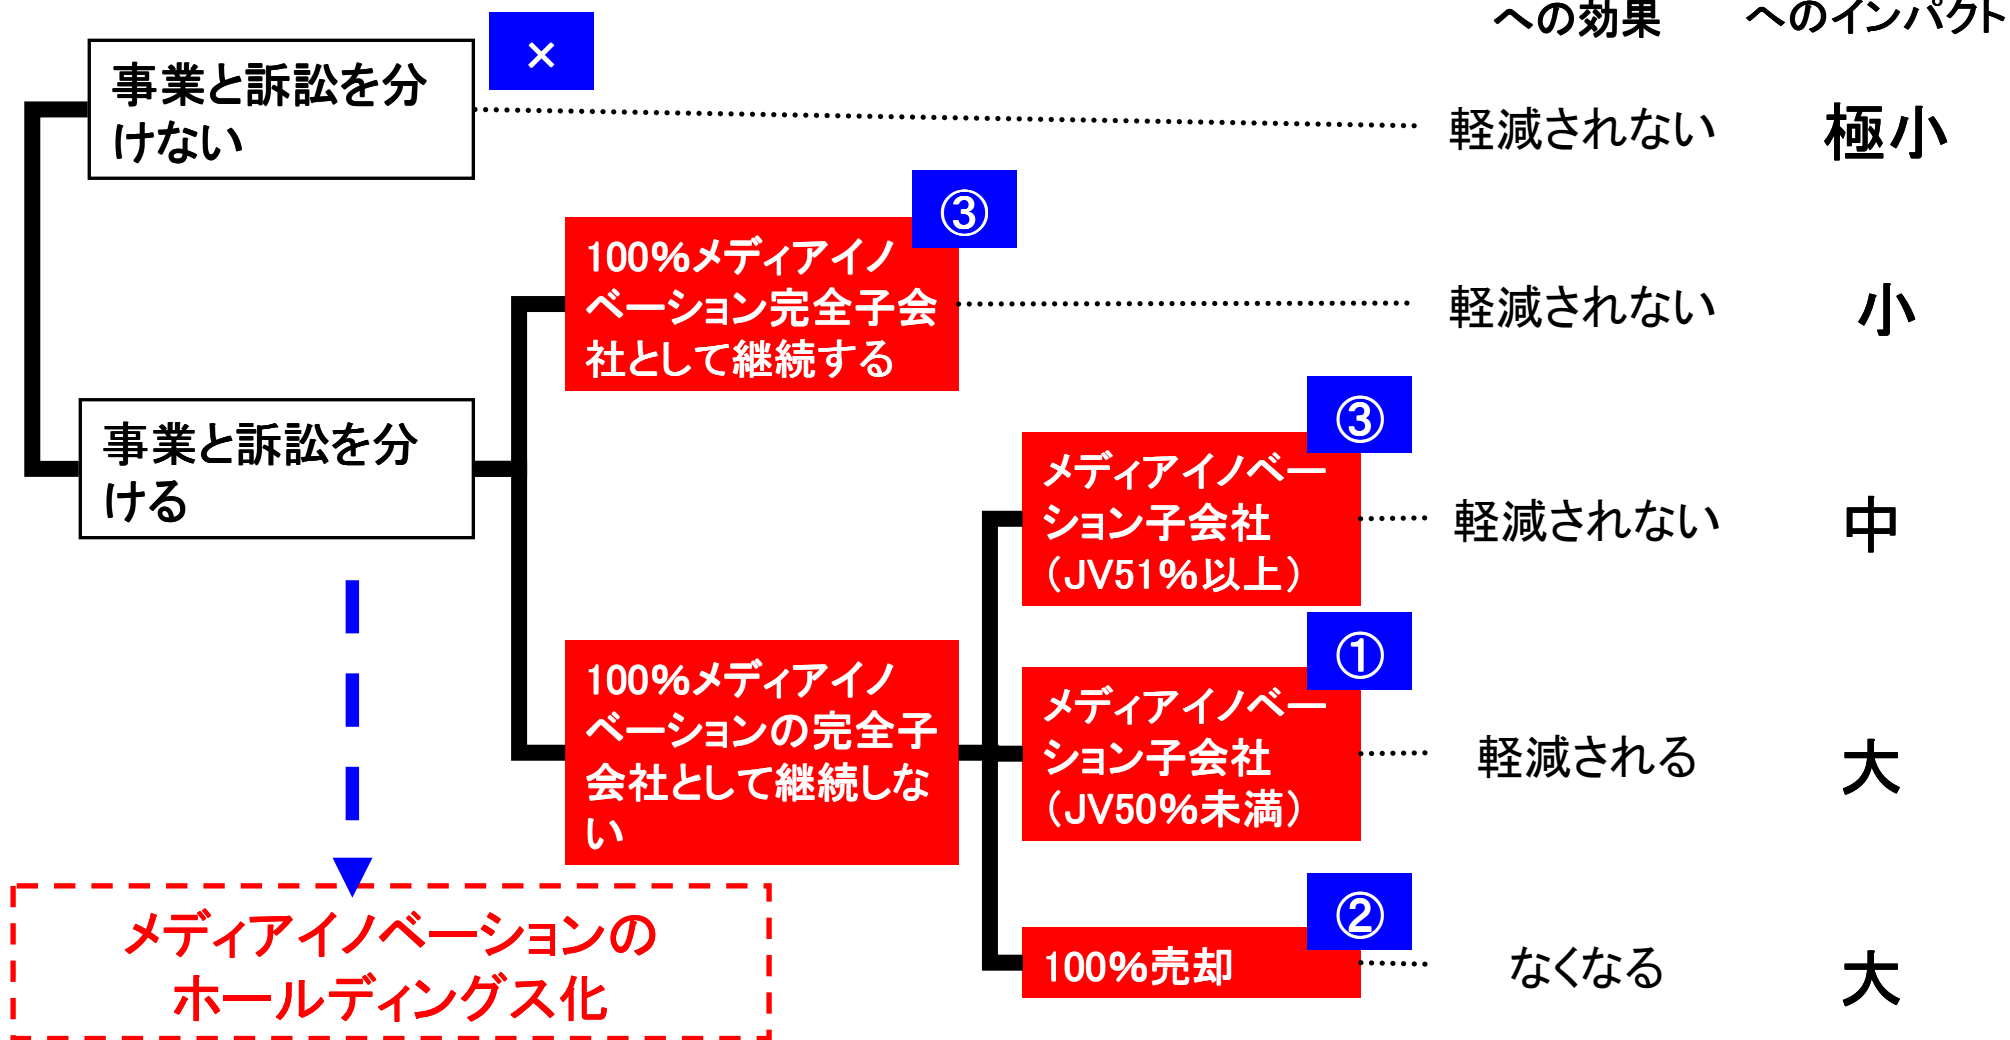 への効果
へのインパクト
×
事業と訴訟を分
けない
軽減されない
極小
③
100%メディアイノ
ベーション完全子会
社として継続する
軽減されない
小
事業と訴訟を分
ける
③
メディアイノベー
ション子会社
（JV51%以上）
軽減されない
中
100%メディアイノ
ベーションの完全子
会社として継続しな
い
①
メディアイノベー
ション子会社
（JV50%未満）
軽減される
大
②
100%売却
なくなる
大
メディアイノベーションの
ホールディングス化